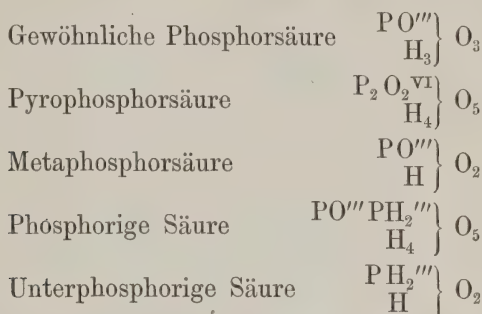 Gewöhnliche Phosphorsäure PO‴ H₃} O₃
Pyrophosphorsäure P₂O₂ⱽᴵ H₄} O₅
Metaphosphorsäure PO‴ H} O₂
Phosphorige Säure PO‴PH₂‴ H₄} O₅
Unterphosphorige Säure PH₂‴ H} O₂